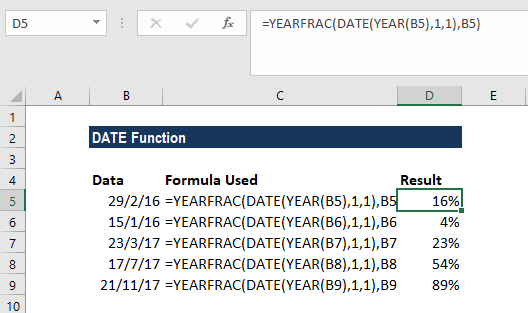 D5 fx =YEARFRAC(DATE(YEAR(B5),1,1),B5)
A B C D E
1
2 DATE Function
3
4 Data Formula Used Result
5 29/2/16 =YEARFRAC(DATE(YEAR(B5),1,1),B5 16%
6 15/1/16 =YEARFRAC(DATE(YEAR(B6),1,1),B6 4%
7 23/3/17 =YEARFRAC(DATE(YEAR(B7),1,1),B7 23%
8 17/7/17 =YEARFRAC(DATE(YEAR(B8),1,1),B8 54%
9 21/11/17 =YEARFRAC(DATE(YEAR(B9),1,1),B9 89%
10